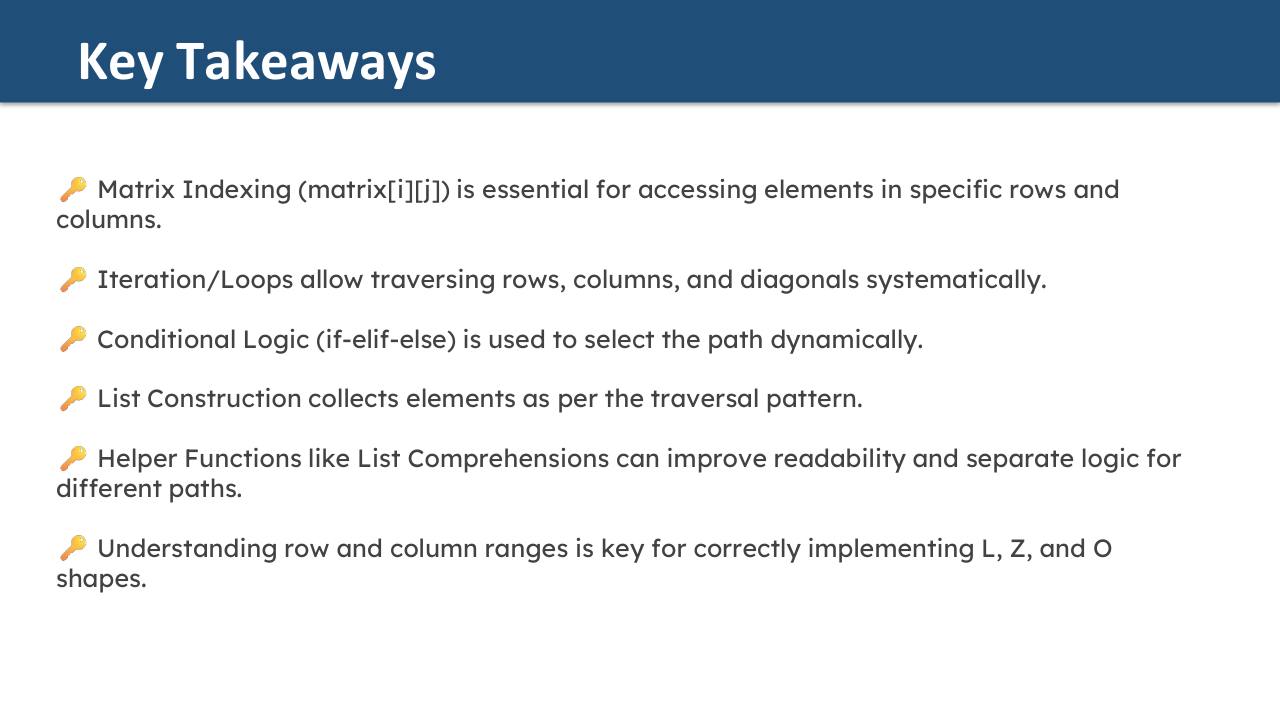 Key Takeaways
🔑 Matrix Indexing (matrix[i][j]) is essential for accessing elements in specific rows and
columns.
🔑 Iteration/Loops allow traversing rows, columns, and diagonals systematically.
🔑 Conditional Logic (if-elif-else) is used to select the path dynamically.
🔑 List Construction collects elements as per the traversal pattern.
🔑 Helper Functions like List Comprehensions can improve readability and separate logic for
different paths.
🔑 Understanding row and column ranges is key for correctly implementing L, Z, and O
shapes.